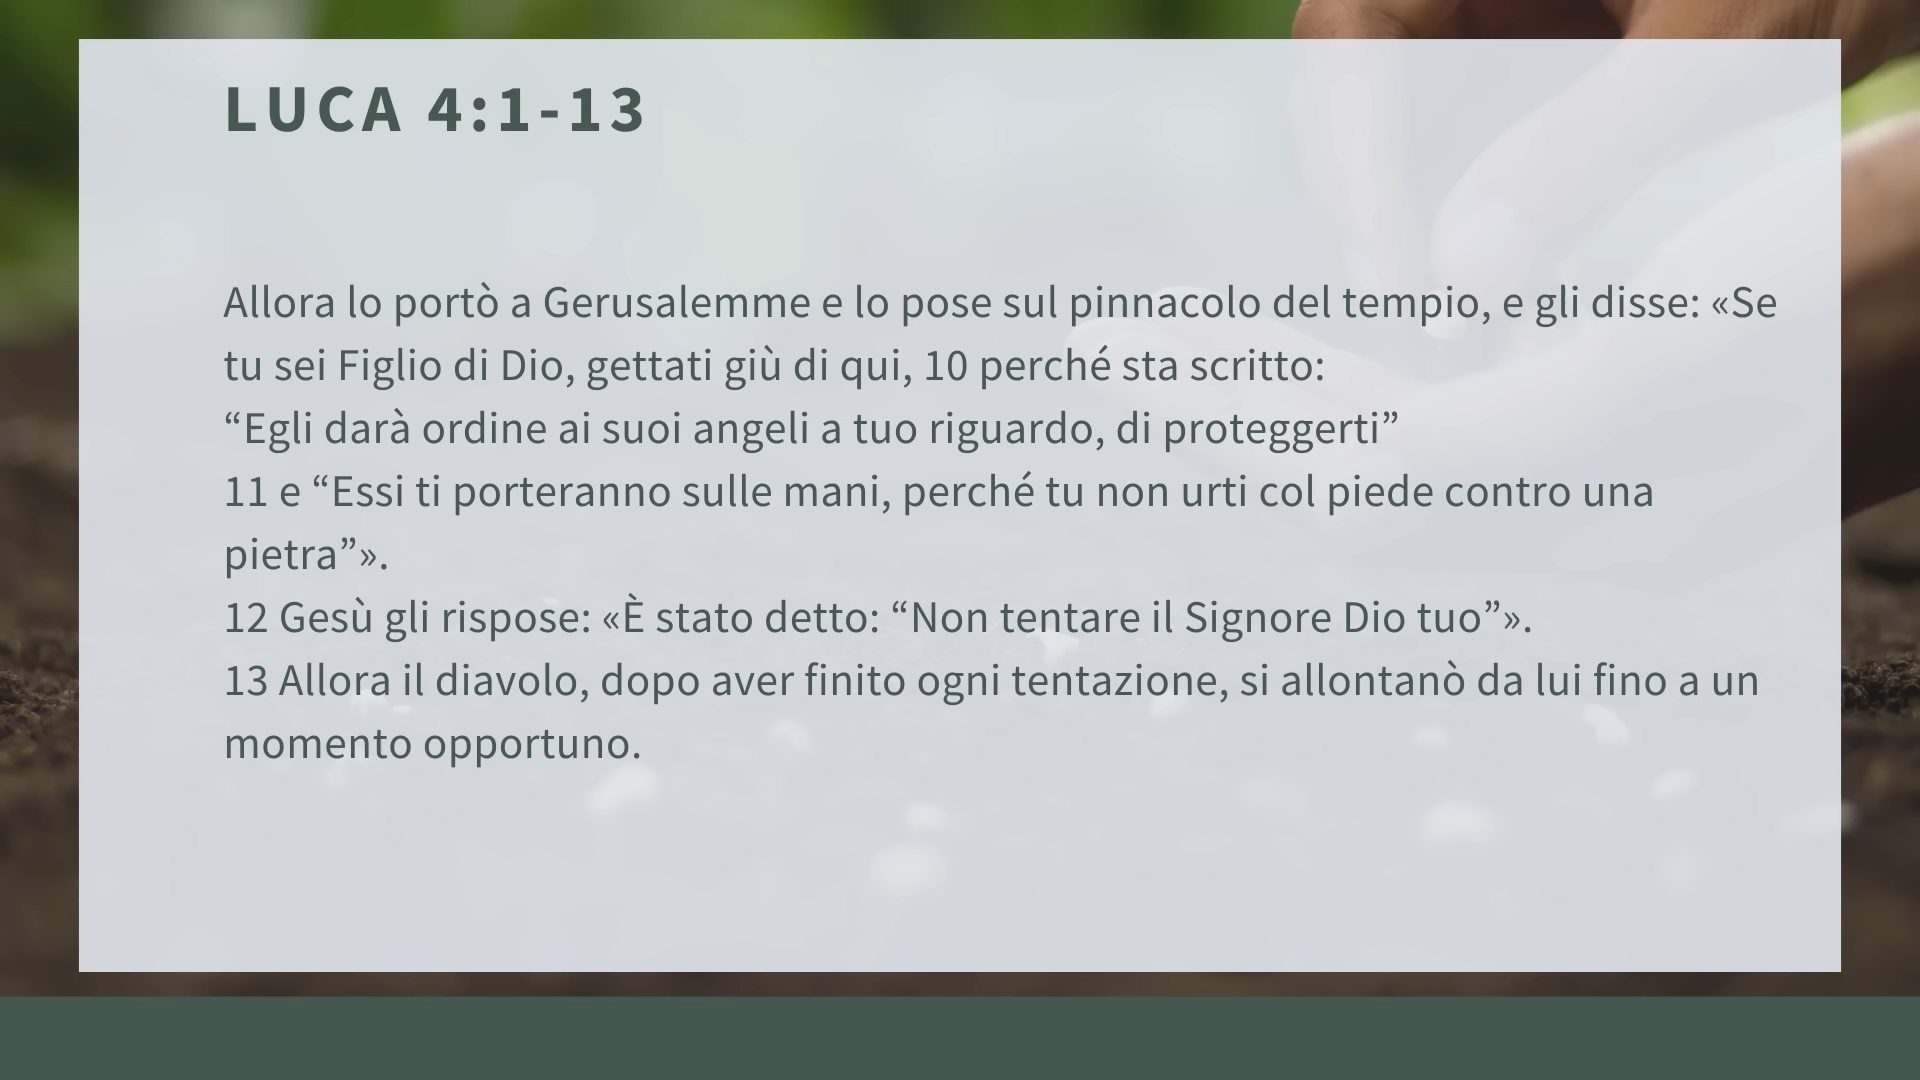 LUCA 4:1-13
Allora lo portò a Gerusalemme e lo pose sul pinnacolo del tempio, e gli disse: «Se
tu sei Figlio di Dio, gettati giù di qui, 10 perché sta scritto:
“Egli darà ordine ai suoi angeli a tuo riguardo, di proteggerti”
11 e “Essi ti porteranno sulle mani, perché tu non urti col piede contro una
pietra”».
12 Gesù gli rispose: «È stato detto: “Non tentare il Signore Dio tuo”».
13 Allora il diavolo, dopo aver finito ogni tentazione, si allontanò da lui fino a un
momento opportuno.